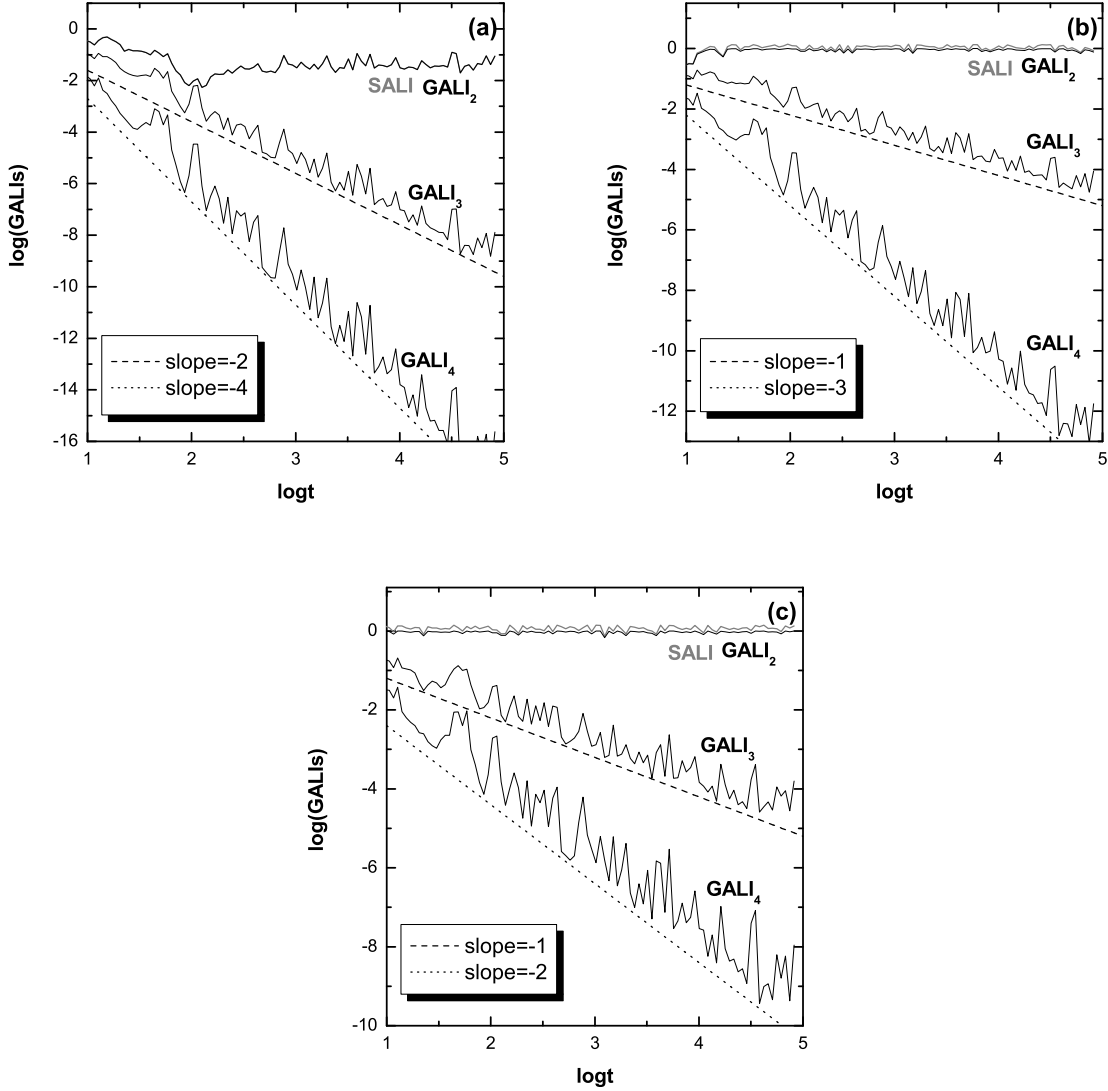 (a)
0
-2
-4
-6
-8
-10
-12
-14
-16
log(GALIs)
SALI GALI2
GALI3
GALI4
slope=-2
slope=-4
1 2 3 4 5
logt
(b)
0
-2
-4
-6
-8
-10
-12
log(GALIs)
SALI GALI2
GALI3
GALI4
slope=-1
slope=-3
1 2 3 4 5
logt
(c)
0
-2
-4
-6
-8
-10
log(GALIs)
SALI GALI2
GALI3
GALI4
slope=-1
slope=-2
1 2 3 4 5
logt